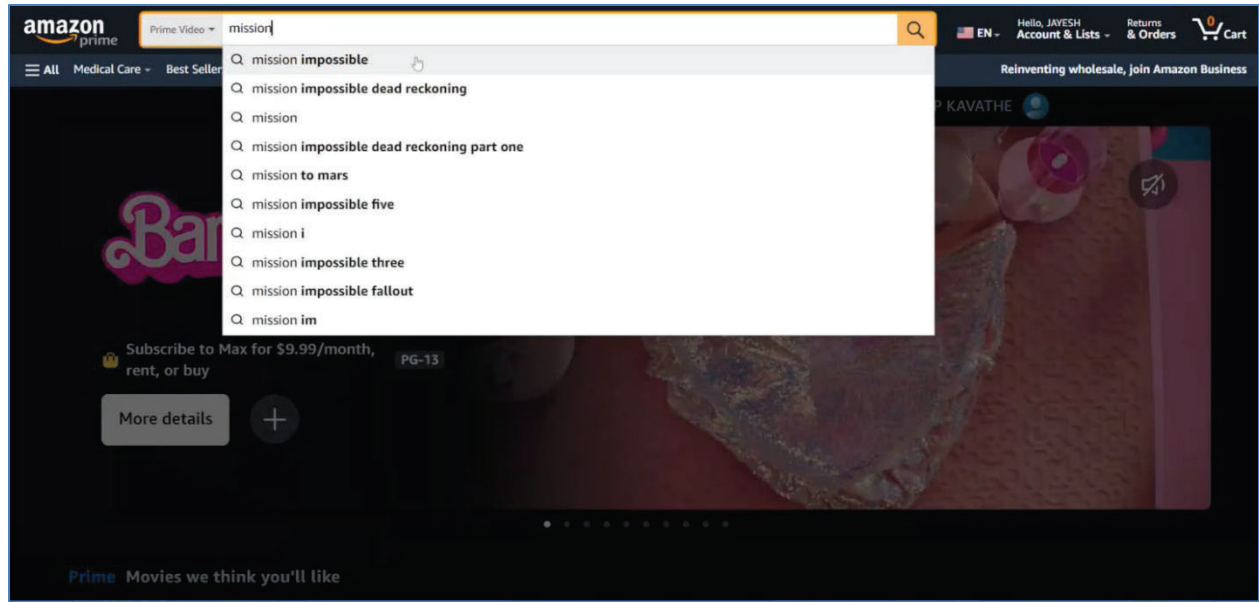 amazon
prime
Prime Video
mission
EN
Hello, JAYESH
Account & Lists
Returns
& Orders
0
Cart
All
Medical Care
Best Seller
Reinventing wholesale, join Amazon Business
mission impossible
mission impossible dead reckoning
mission
mission impossible dead reckoning part one
mission to mars
mission impossible five
mission i
mission impossible three
mission impossible fallout
mission im
P KAVATHE
Bar
Subscribe to Max for $9.99/month,
rent, or buy
PG-13
More details
Prime Movies we think you'll like